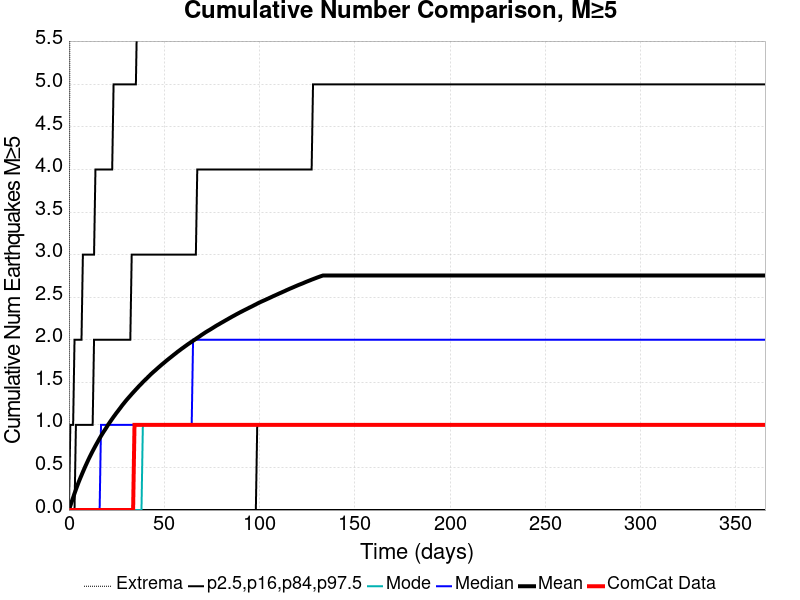 Cumulative Number Comparison, M≥5
Cumulative Num Earthquakes M≥5
5.5
5.0
4.5
4.0
3.5
3.0
2.5
2.0
1.5
1.0
0.5
0.0
0 50 100 150 200 250 300 350
Time (days)
Extrema p2.5,p16,p84,p97.5 Mode Median Mean ComCat Data